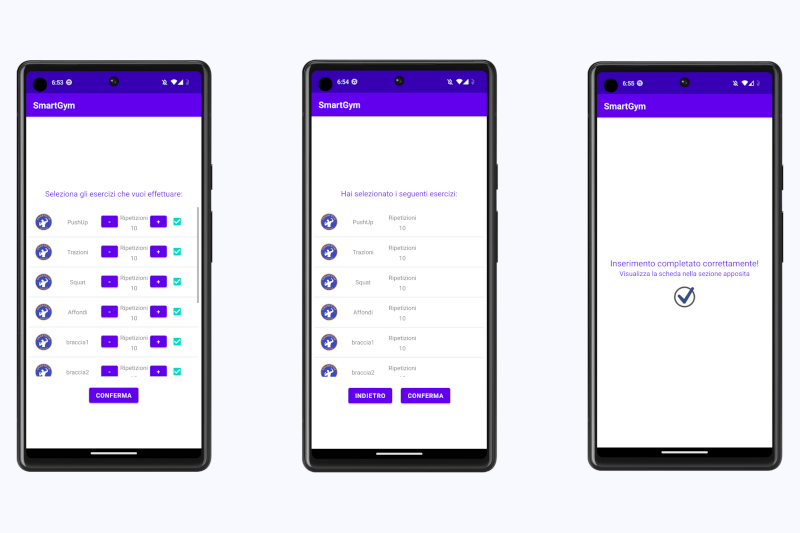 6:53
SmartGym
Seleziona gli esercizi che vuoi effettuare:
PushUp - Ripetizioni 10 +
Trazioni - Ripetizioni 10 +
Squat - Ripetizioni 10 +
Affondi - Ripetizioni 10 +
braccia1 - Ripetizioni 10 +
braccia2 - Ripetizioni 10 +
CONFERMA
6:54
SmartGym
Hai selezionato i seguenti esercizi:
PushUp Ripetizioni 10
Trazioni Ripetizioni 10
Squat Ripetizioni 10
Affondi Ripetizioni 10
braccia1 Ripetizioni 10
braccia2 Ripetizioni 10
INDIETRO CONFERMA
6:55
SmartGym
Inserimento completato correttamente!
Visualizza la scheda nella sezione apposita